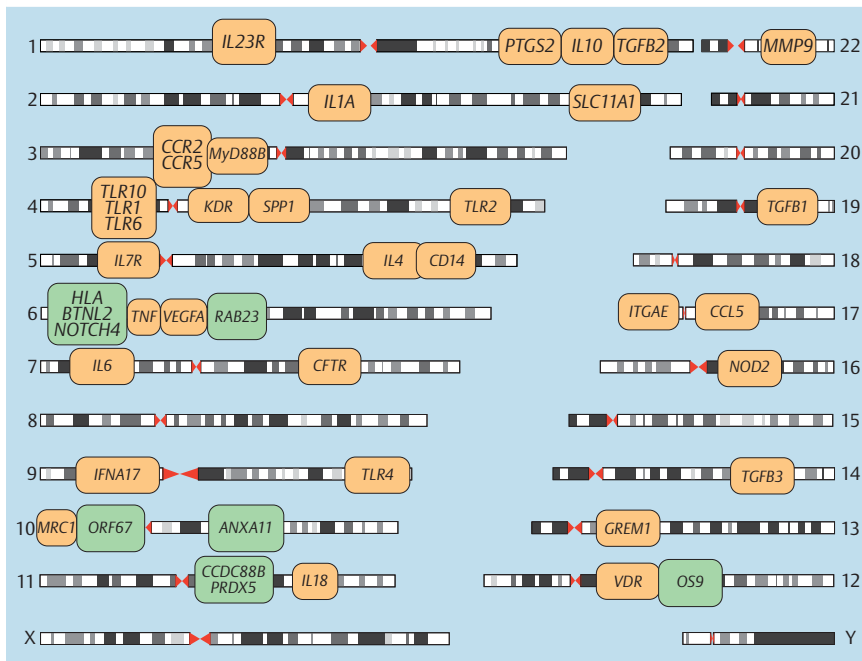 1 IL23R PTGS2 IL10 TGFB2 MMP9 22
2 IL1A SLC11A1 21
3 CCR2 MyD88B 20
CCR5
TLR10
4 TLR1 KDR SPP1 TLR2 TGFB1 19
TLR6
5 IL7R IL4 CD14 18
HLA
6 BTNL2 TNF VEGFA RAB23 ITGAE CCL5 17
NOTCH4
7 IL6 CFTR NOD2 16
8 15
9 IFNA17 TLR4 TGFB3 14
10 MRC1 ORF67 ANXA11 GREM1 13
11 CCDC88B IL18 VDR OS9 12
PRDX5
X Y